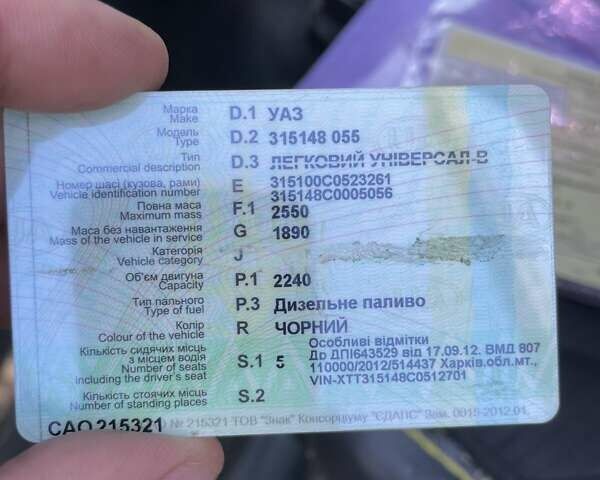 Марка
Make D.1 УАЗ
Модель
Type D.2 315148 055
Тип
Commercial description D.3 ЛЕГКОВИЙ УНІВЕРСАЛ-В
Номер шасі (кузова, рами) E 315100C0523261
Vehicle identification number 315148C0005056
Повна маса
Maximum mass F.1 2550
Маса без навантаження
Mass of the vehicle in service G 1890
Категорія
Vehicle category J
Об'єм двигуна
Capacity P.1 2240
Тип пального
Type of fuel P.3 Дизельне паливо
Колір
Colour of the vehicle R ЧОРНИЙ
Кількість сидячих місць
з місцем водія
Number of seats
including the driver's seat S.1 5
Особливі відмітки
Др ДПІ643529 від 17.09.12. ВМД 807
110000/2012/514437 Харків.обл.мт.,
VIN-XTT315148C0512701
Кількість стоячих місць
Number of standing places S.2
САО 215321
№ 215321 ТОВ "Знак" Консорціуму "ЄДАПС" Зам. 0015-2012.01.